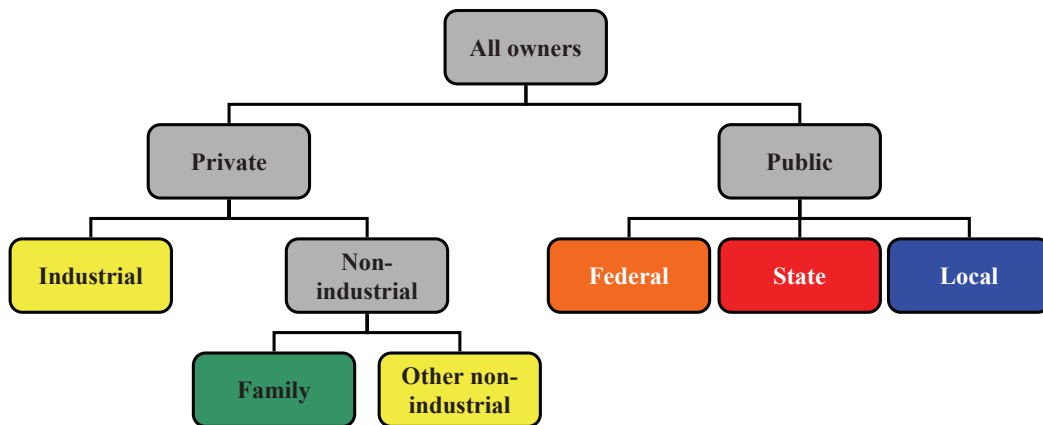 All owners
Private
Public
Industrial
Non-
industrial
Federal
State
Local
Family
Other non-
industrial